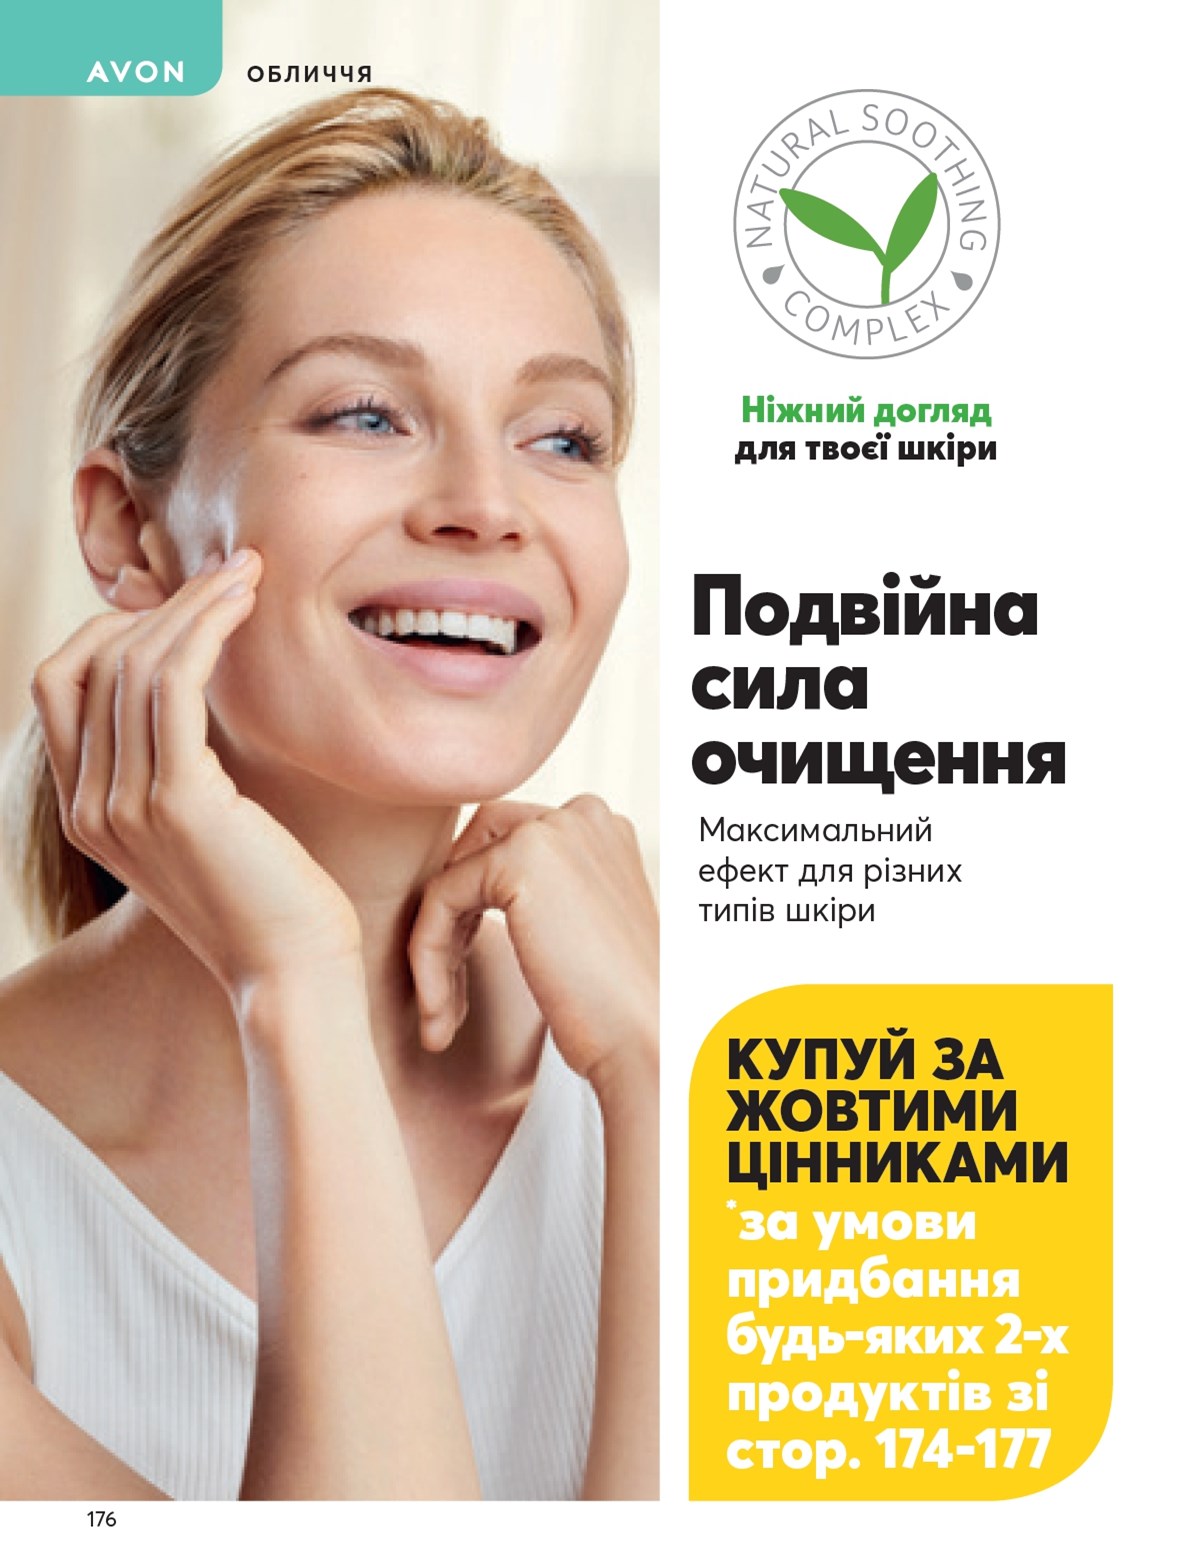 AVON
ОБЛИЧЧЯ
NATURAL SOOTHING
COMPLEX
Ніжний догляд
для твоєї шкіри
Подвійна
сила
очищення
Максимальний
ефект для різних
типів шкіри
КУПУЙ ЗА
ЖОВТИМИ
ЦІННИКАМИ
*за умови
придбання
будь-яких 2-х
продуктів зі
стор. 174-177
176